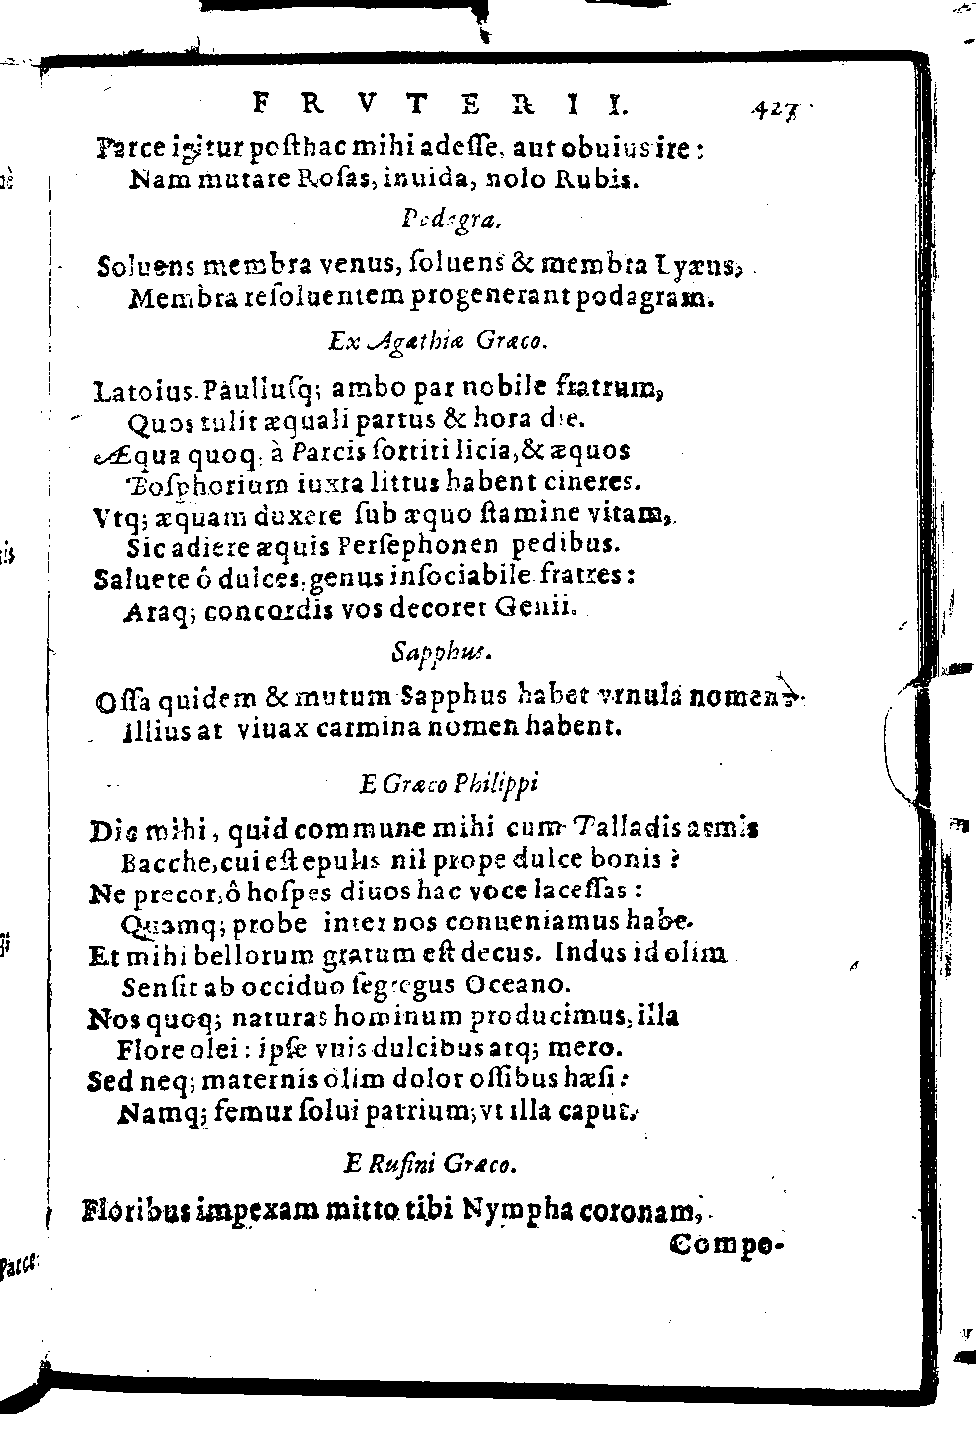 FRVTERII I. 427
Parce igitur posthac mihi adesse, aut obuius ire:
Nam mutare Rosas, inuida, nolo Rubis.
Podagra.
Soluens membra venus, soluens & membra Lyæus,
Membra resoluentem progenerant podagram.
Ex Agathiæ Græco.
Latoius Paullusq; ambo par nobile fratrum,
Quos tulit æquali partus & hora die.
Æqua quoq. à Parcis sortiti licia, & æquos
Bosphorium iuxta littus habent cineres.
Vtq; æquam duxere sub æquo stamine vitam,
Sic adiere æquis Persephonen pedibus.
Saluete ô dulces, genus insociabile fratres:
Araq; concordis vos decoret Genii.
Sapphus.
Ossa quidem & mutum Sapphus habet vrnula nomen
illius at viuax carmina nomen habent.
E Græco Philippi
Dic mihi, quid commune mihi cum Palladis armis
Bacche, cui est epulis nil prope dulce bonis?
Ne precor, ô hospes diuos hac voce lacessas:
Quamq; probe inter nos conueniamus habe.
Et mihi bellorum gratum est decus. Indus id olim
Sensit ab occiduo segregus Oceano.
Nos quoq; naturas hominum producimus, illa
Flore olei: ipse vuis dulcibus atq; mero.
Sed neq; maternis olim dolor ossibus hæsi:
Namq; femur solui patrium, vt illa caput.
E Rufini Græco.
Floribus impexam mitto tibi Nympha coronam,
Compo-
Parce